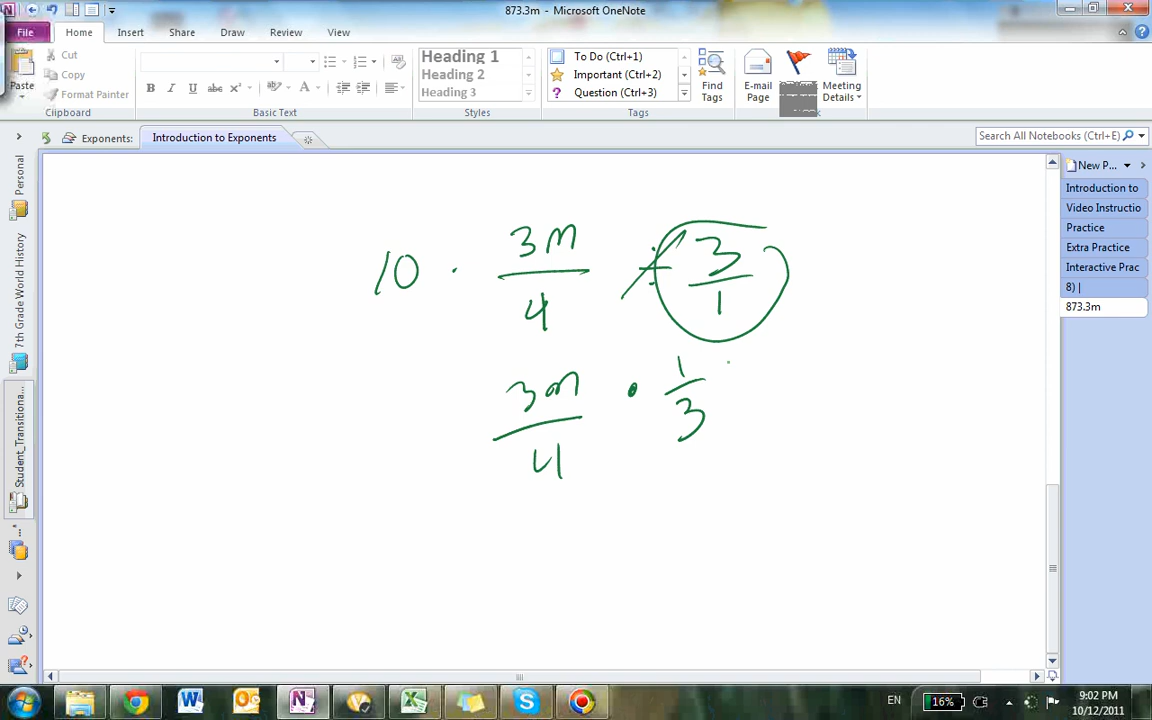 873.3m - Microsoft OneNote
File Home Insert Share Draw Review View
Paste
Cut
Copy
Format Painter
Clipboard
B I U abc x²
A
Basic Text
Heading 1
Heading 2
Heading 3
Styles
To Do (Ctrl+1)
Important (Ctrl+2)
Question (Ctrl+3)
Find Tags
Tags
E-mail Page
Meeting Details
Exponents: Introduction to Exponents
Search All Notebooks (Ctrl+E)
Personal
7th Grade World History
Student_Transitiona...
New P...
Introduction to
Video Instructio
Practice
Extra Practice
Interactive Prac
8) |
873.3m
10 · 3m/4 ÷ 3/1
3m/4 · 1/3
EN
16%
9:02 PM
10/12/2011